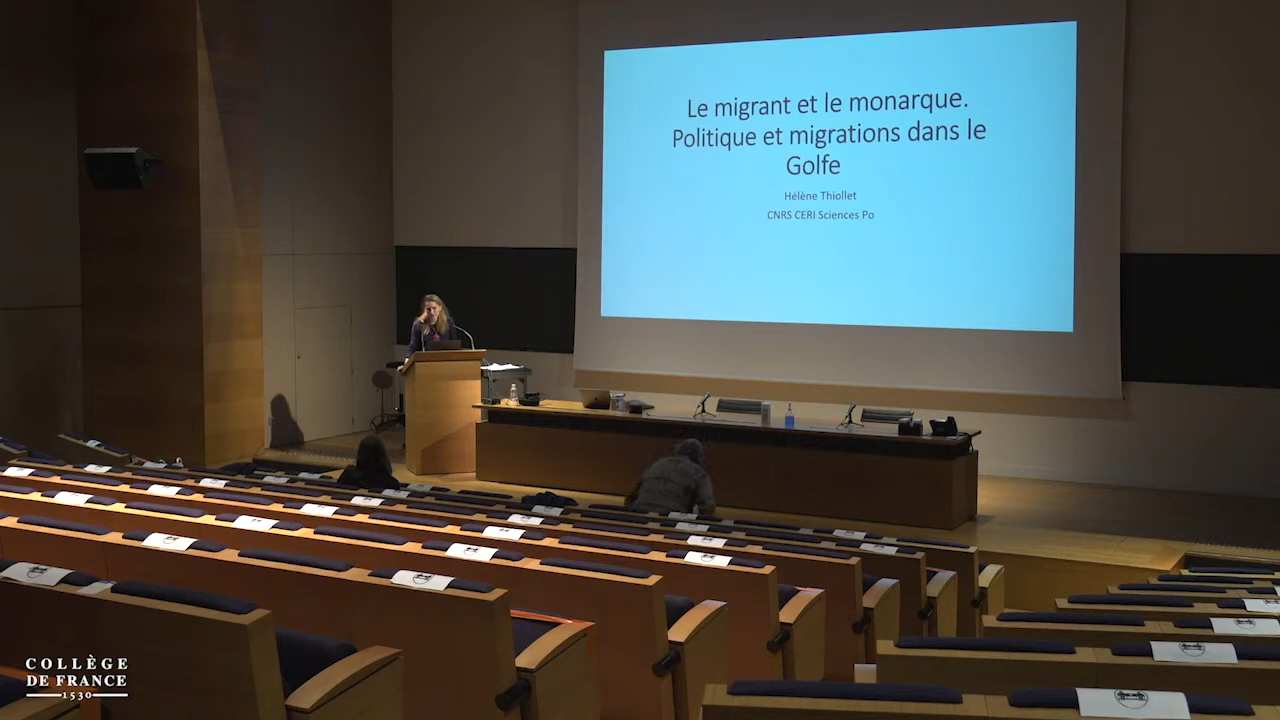 Le migrant et le monarque.
Politique et migrations dans le
Golfe
Hélène Thiollet
CNRS CERI Sciences Po
COLLÈGE
DE FRANCE
1530